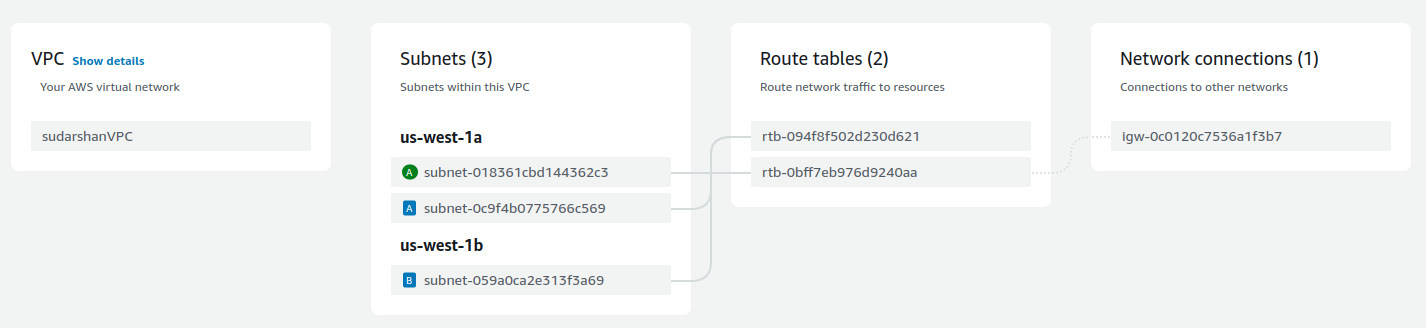 VPC Show details
Your AWS virtual network
sudarshanVPC
Subnets (3)
Subnets within this VPC
us-west-1a
A subnet-018361cbd144362c3
A subnet-0c9f4b0775766c569
us-west-1b
B subnet-059a0ca2e313f3a69
Route tables (2)
Route network traffic to resources
rtb-094f8f502d230d621
rtb-0bff7eb976d9240aa
Network connections (1)
Connections to other networks
igw-0c0120c7536a1f3b7